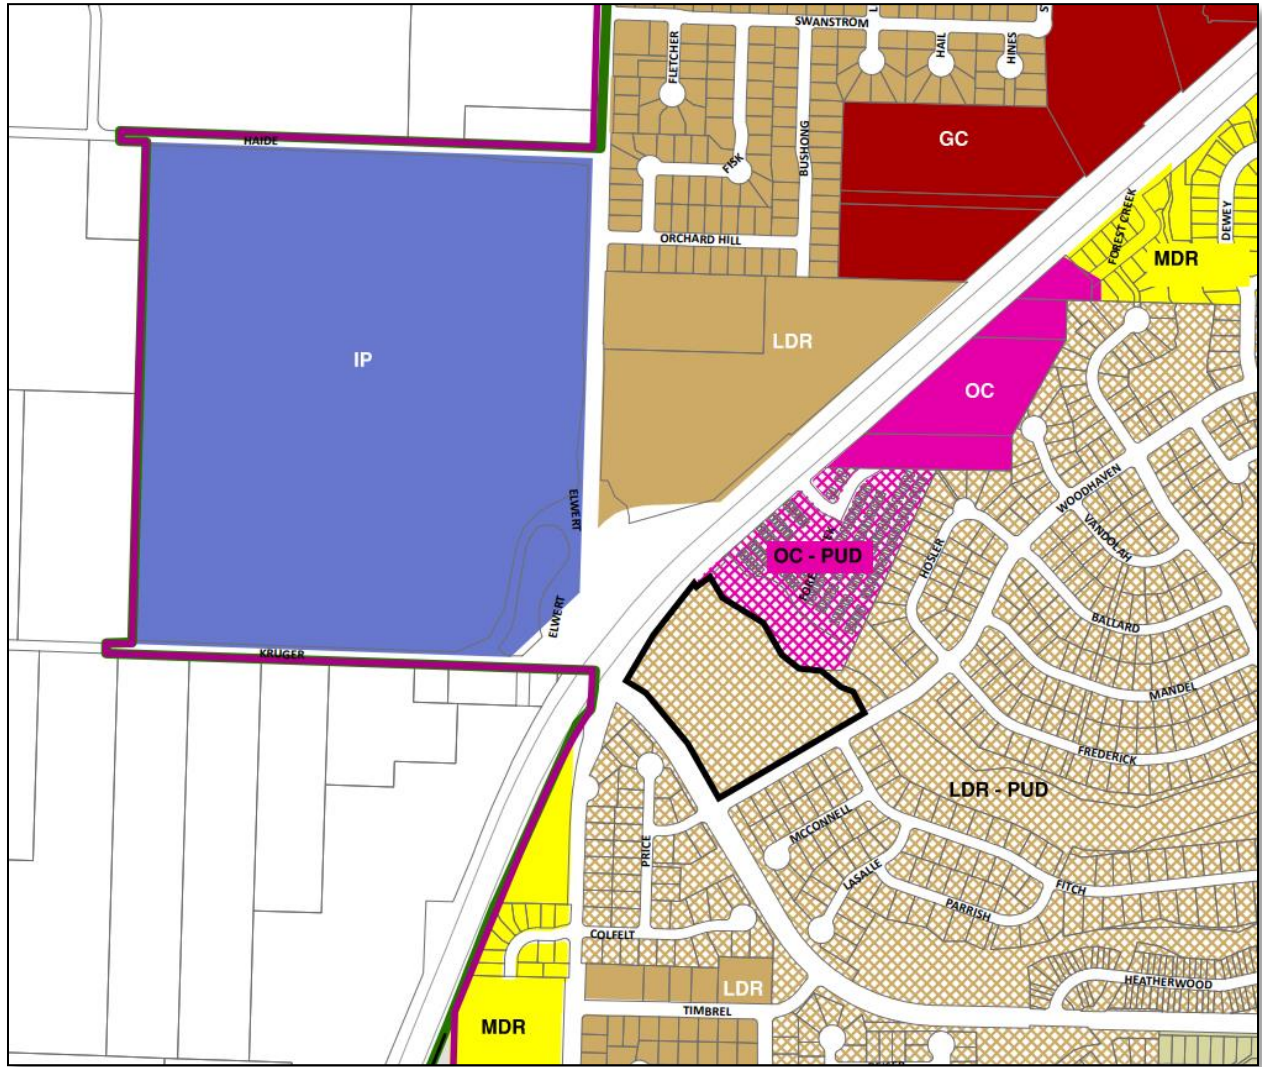 SWANSTROM
L
S
FLETCHER
HAIL
HINES
HAIDE
GC
BUSHONG
FISK
FOREST CREEK
DEWEY
ORCHARD HILL
MDR
LDR
IP
OC
WOODHAVEN
ELWERT
VANDOLAH
HOSLER
OC - PUD
ELWERT
BALLARD
KRUGER
MANDEL
FREDERICK
LDR - PUD
MCCONNELL
PRICE
LASALLE
FITCH
PARRISH
COLFELT
HEATHERWOOD
LDR
TIMBREL
MDR